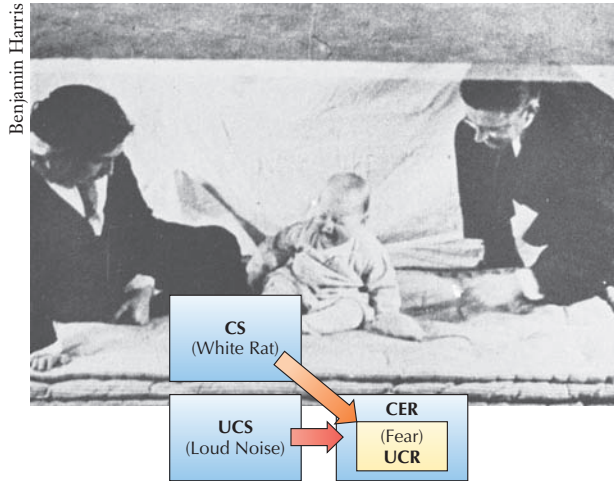 Benjamin Harris
CS
(White Rat)
UCS
(Loud Noise)
CER
(Fear)
UCR